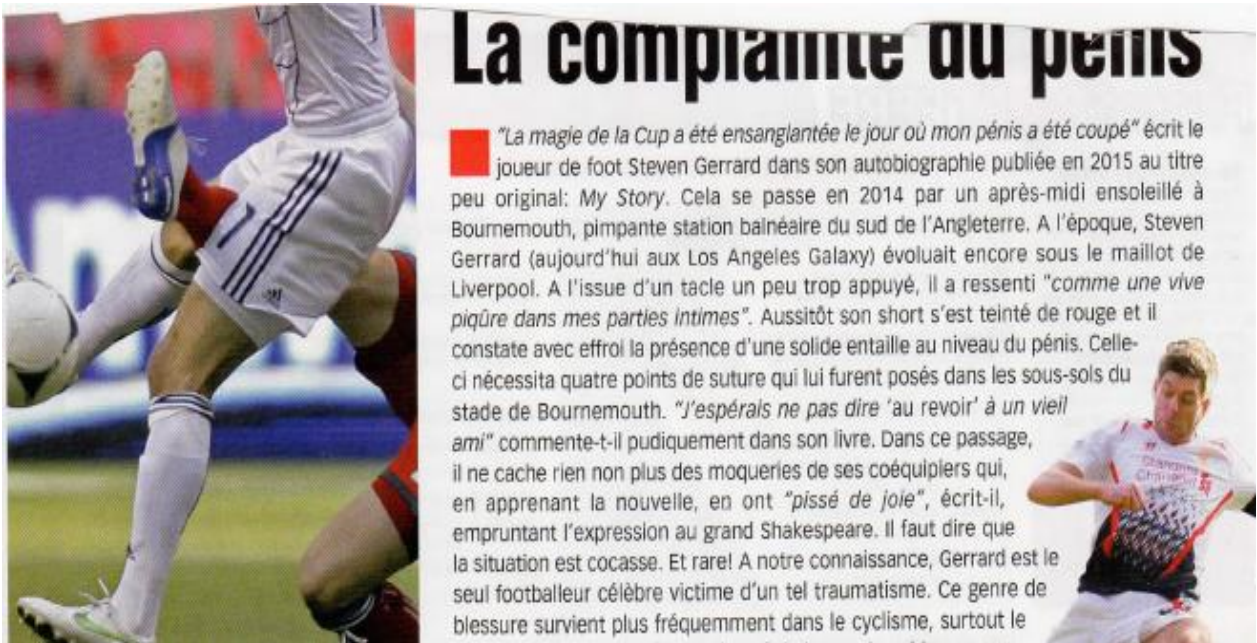 La complainte du pénis
"La magie de la Cup a été ensanglantée le jour où mon pénis a été coupé" écrit le
joueur de foot Steven Gerrard dans son autobiographie publiée en 2015 au titre
peu original: My Story. Cela se passe en 2014 par un après-midi ensoleillé à
Bournemouth, pimpante station balnéaire du sud de l'Angleterre. A l'époque, Steven
Gerrard (aujourd'hui aux Los Angeles Galaxy) évoluait encore sous le maillot de
Liverpool. A l'issue d'un tacle un peu trop appuyé, il a ressenti "comme une vive
piqûre dans mes parties intimes". Aussitôt son short s'est teinté de rouge et il
constate avec effroi la présence d'une solide entaille au niveau du pénis. Celle-
ci nécessita quatre points de suture qui lui furent posés dans les sous-sols du
stade de Bournemouth. "J'espérais ne pas dire 'au revoir' à un vieil
ami" commente-t-il pudiquement dans son livre. Dans ce passage,
il ne cache rien non plus des moqueries de ses coéquipiers qui,
en apprenant la nouvelle, en ont "pissé de joie", écrit-il,
empruntant l'expression au grand Shakespeare. Il faut dire que
la situation est cocasse. Et rare! A notre connaissance, Gerrard est le
seul footballeur célèbre victime d'un tel traumatisme. Ce genre de
blessure survient plus fréquemment dans le cyclisme, surtout le
7